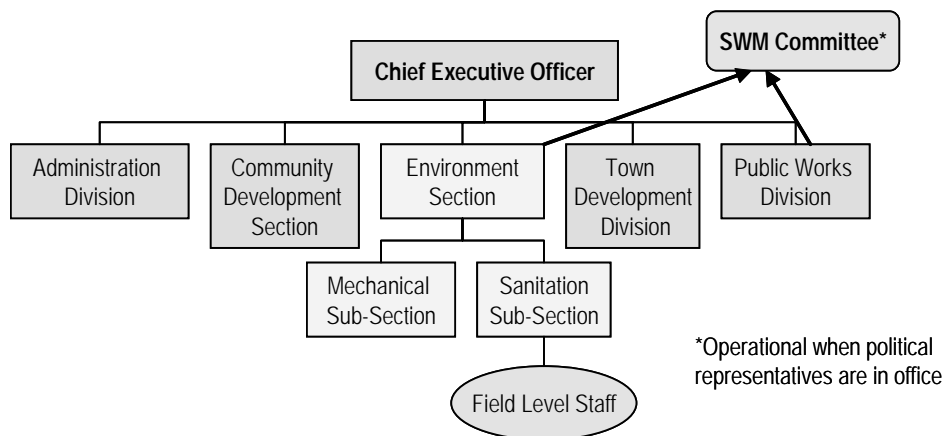 SWM Committee*
Chief Executive Officer
Administration
Division
Community
Development
Section
Environment
Section
Town
Development
Division
Public Works
Division
Mechanical
Sub-Section
Sanitation
Sub-Section
*Operational when political
representatives are in office
Field Level Staff